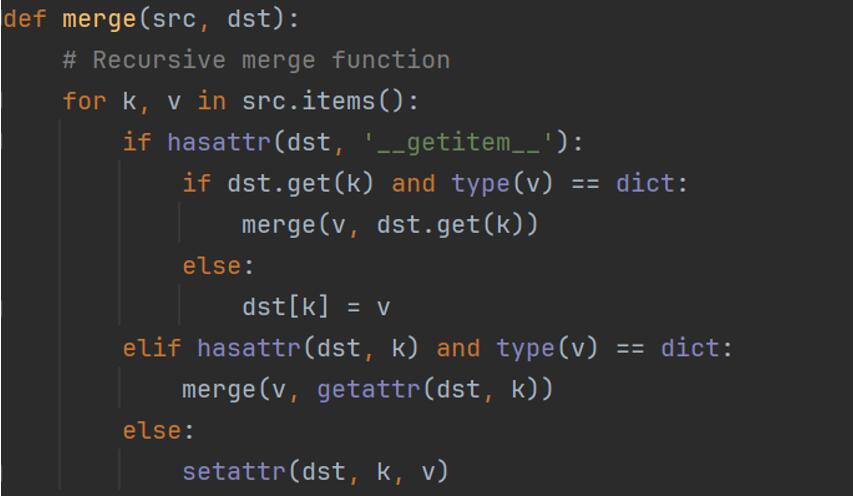 def merge(src, dst):
    # Recursive merge function
    for k, v in src.items():
        if hasattr(dst, '__getitem__'):
            if dst.get(k) and type(v) == dict:
                merge(v, dst.get(k))
            else:
                dst[k] = v
        elif hasattr(dst, k) and type(v) == dict:
            merge(v, getattr(dst, k))
        else:
            setattr(dst, k, v)